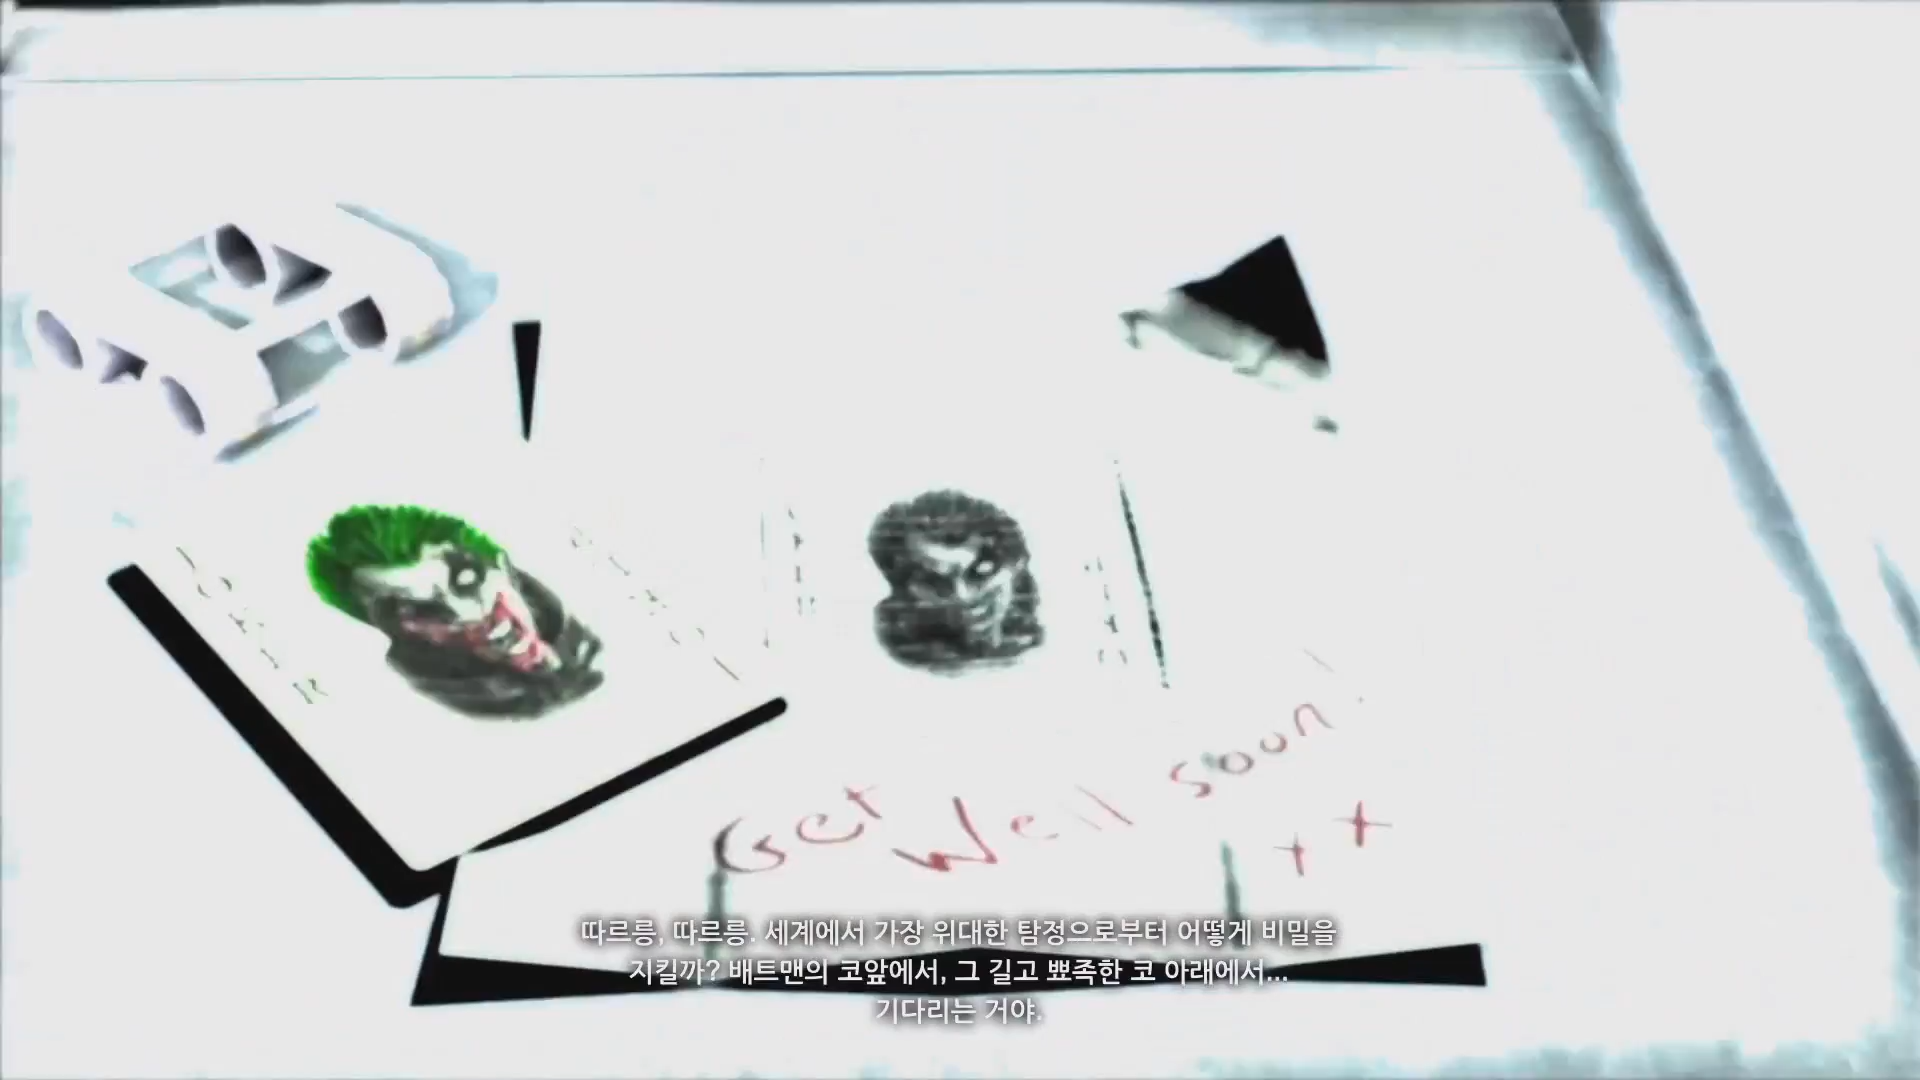 Get Well soon!
x x
따르릉, 따르릉. 세계에서 가장 위대한 탐정으로부터 어떻게 비밀을
지킬까? 배트맨의 코앞에서, 그 길고 뾰족한 코 아래에서...
기다리는 거야.